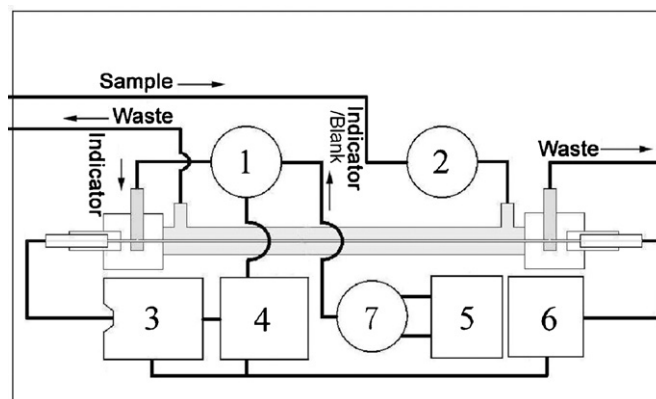 Sample
Waste
Indicator
Indicator
/Blank
Waste
1
2
3
4
7
5
6